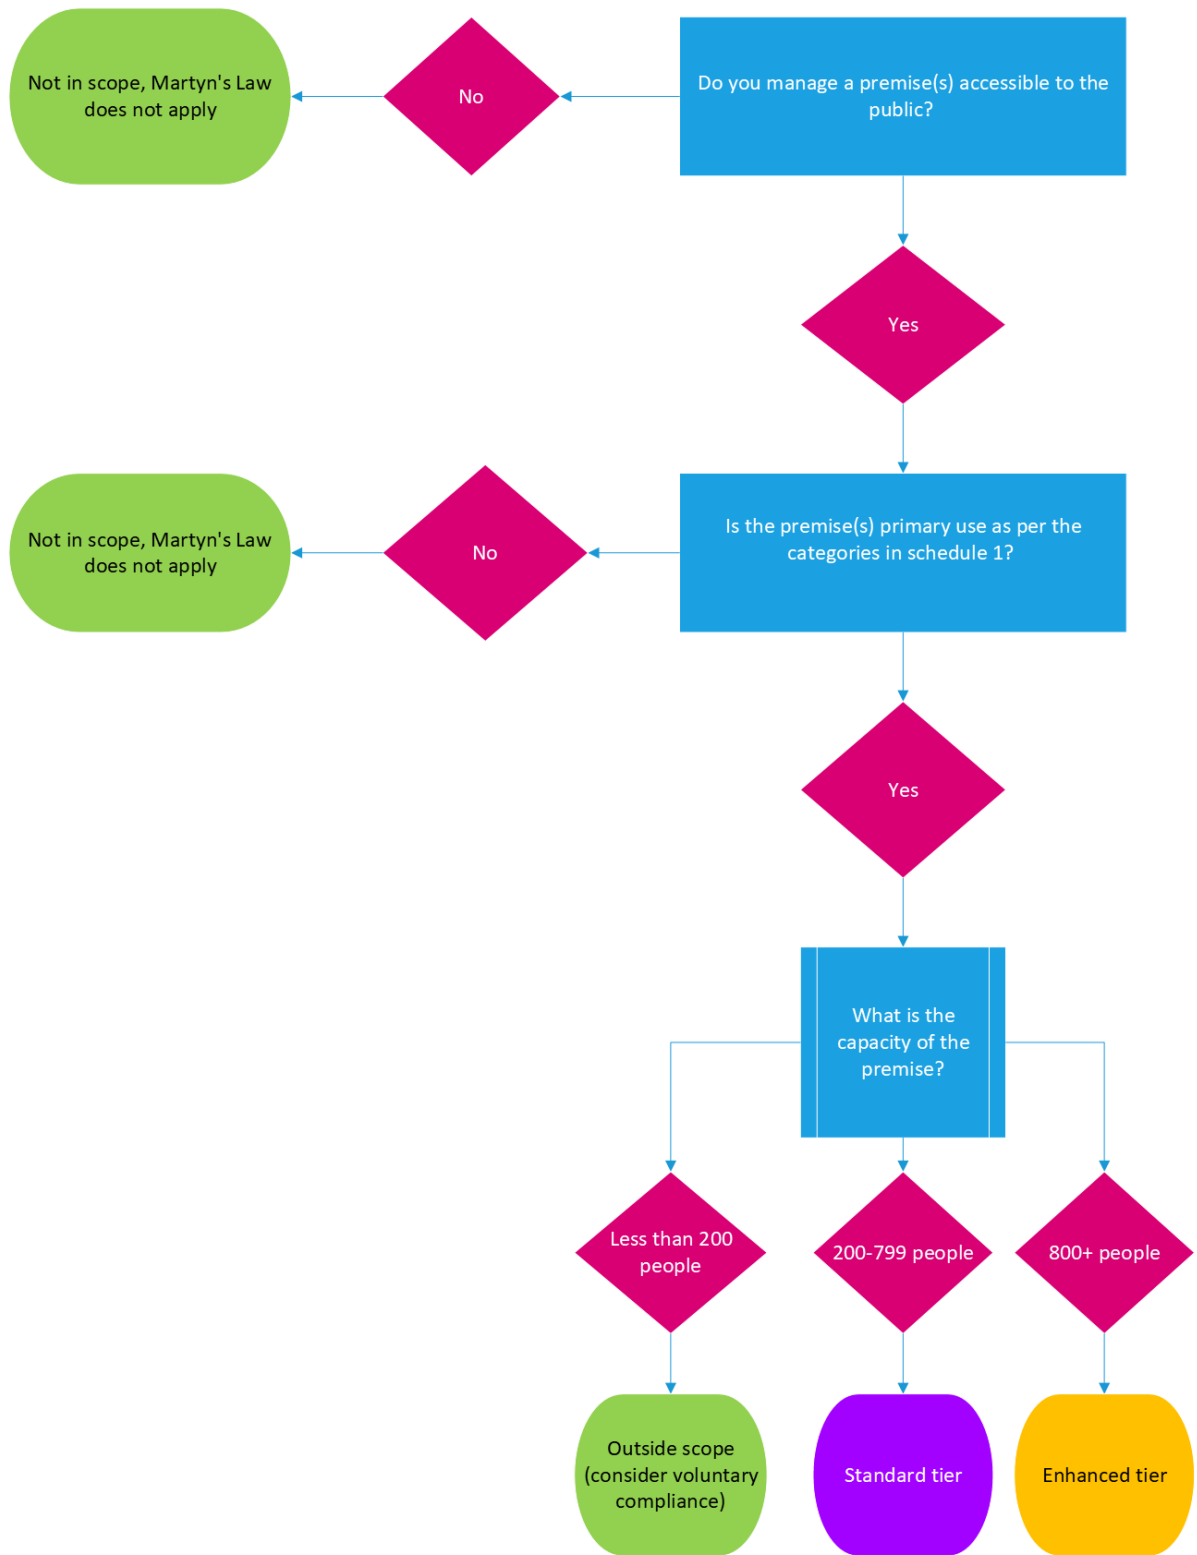 Do you manage a premise(s) accessible to the
public?
No
Not in scope, Martyn's Law
does not apply
Yes
Is the premise(s) primary use as per the
categories in schedule 1?
No
Not in scope, Martyn's Law
does not apply
Yes
What is the
capacity of the
premise?
Less than 200
people
200-799 people
800+ people
Outside scope
(consider voluntary
compliance)
Standard tier
Enhanced tier